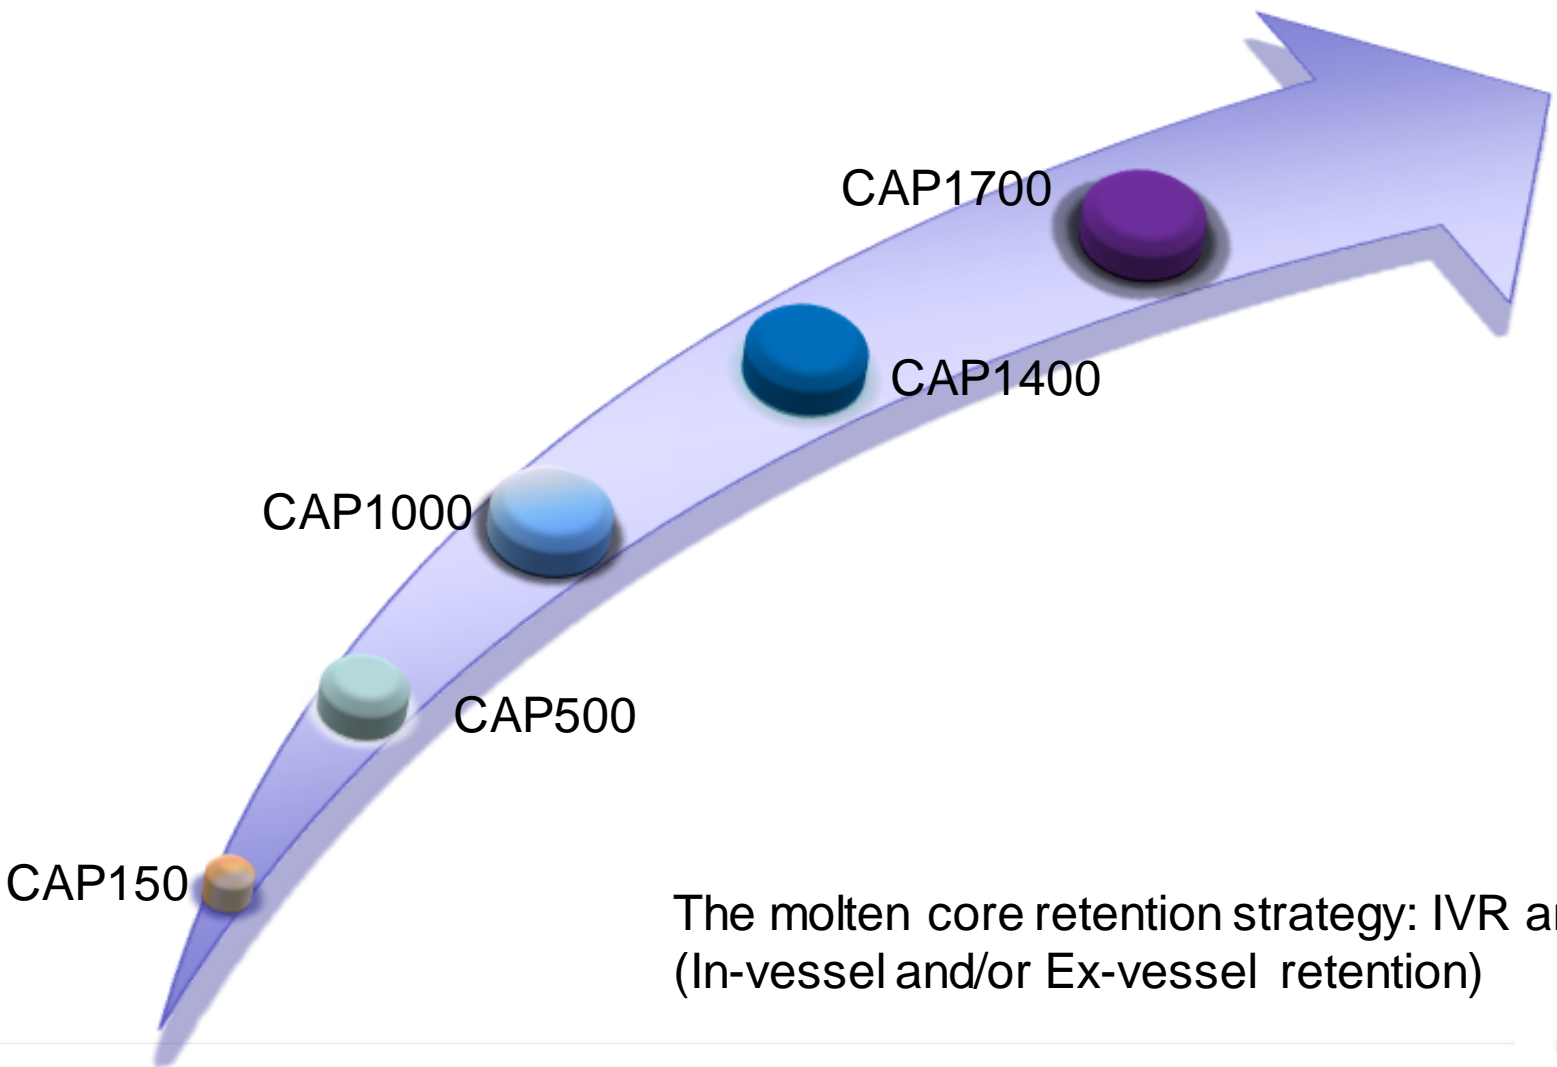 CAP1700
CAP1400
CAP1000
CAP500
CAP150
The molten core retention strategy: IVR
(In-vessel and/or Ex-vessel retention)